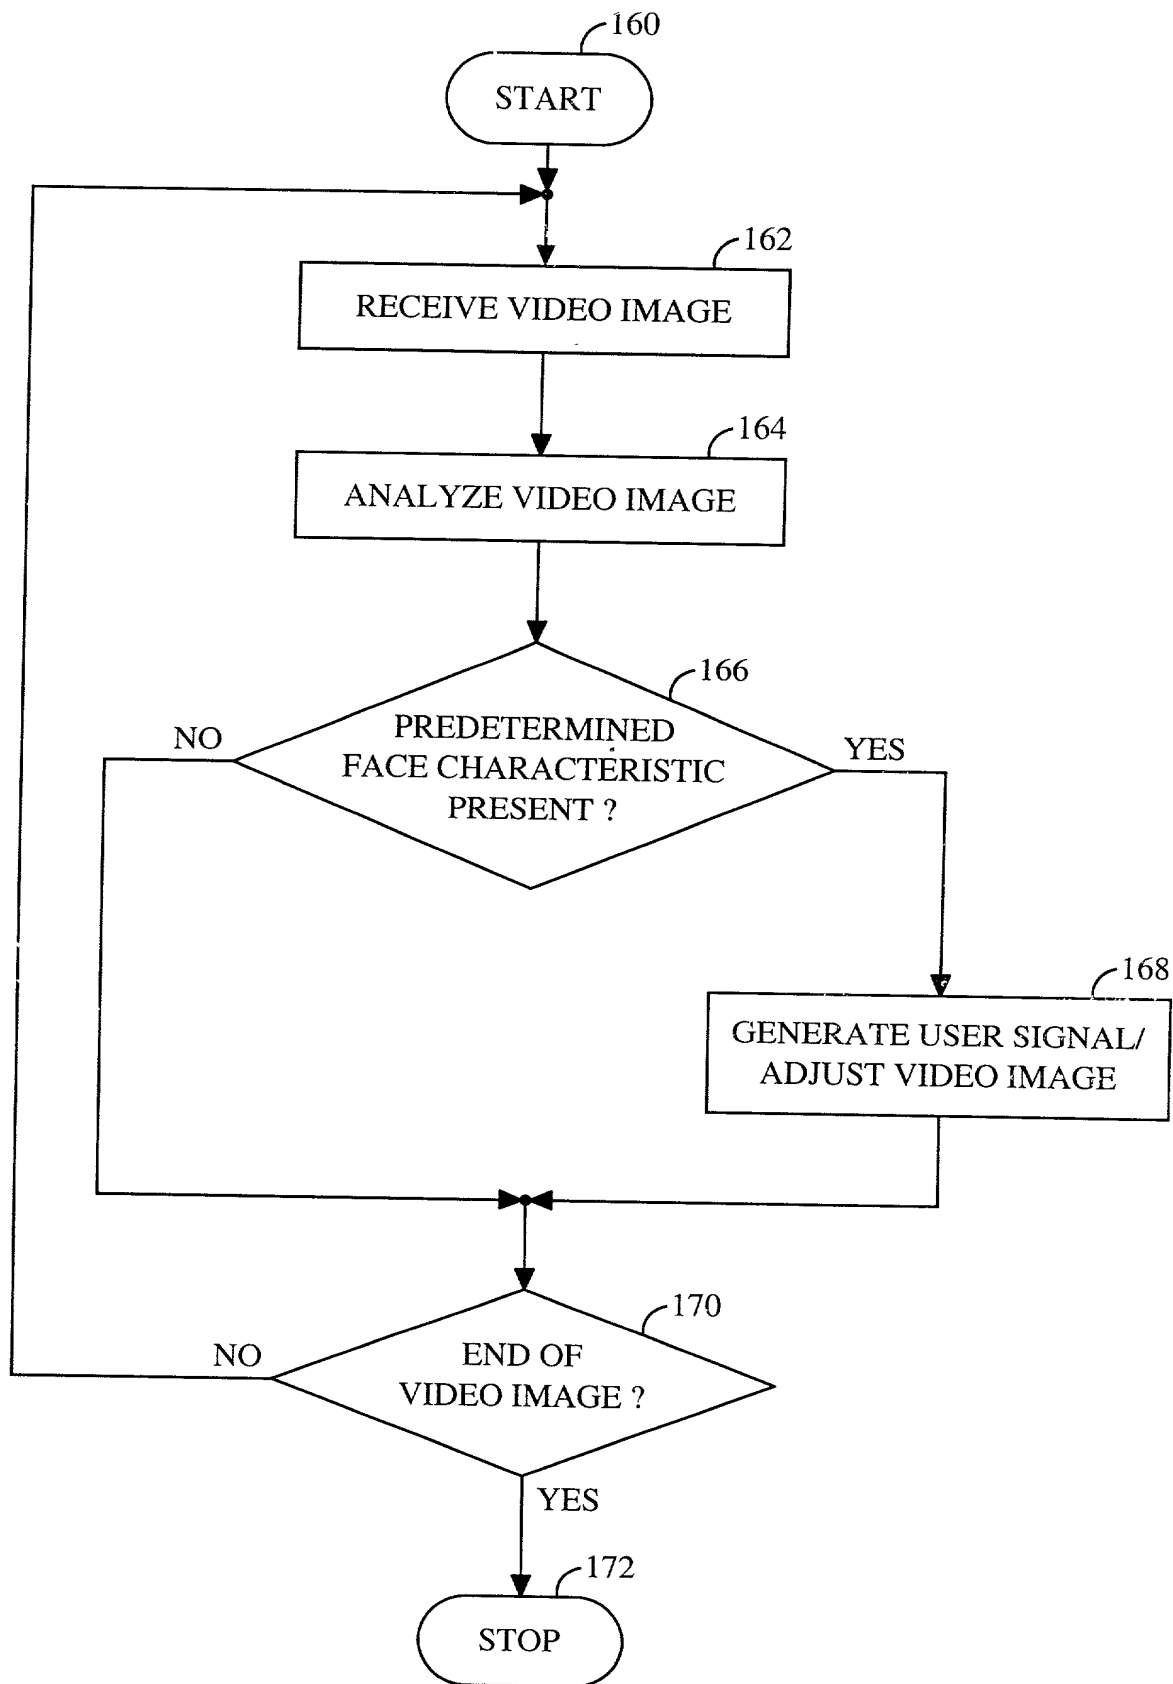 160
START
162
RECEIVE VIDEO IMAGE
164
ANALYZE VIDEO IMAGE
166
NO
PREDETERMINED
FACE CHARACTERISTIC
PRESENT ?
YES
168
GENERATE USER SIGNAL/
ADJUST VIDEO IMAGE
170
NO
END OF
VIDEO IMAGE ?
YES
172
STOP